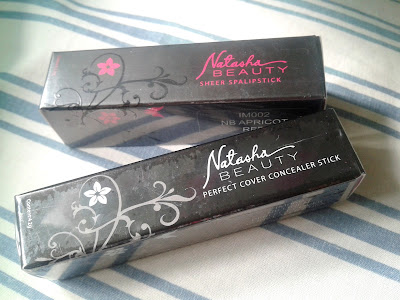 Natasha
BEAUTY
SHEER SPALIPSTICK
IM002
NB APRICOT
Natasha
BEAUTY
PERFECT COVER CONCEALER STICK